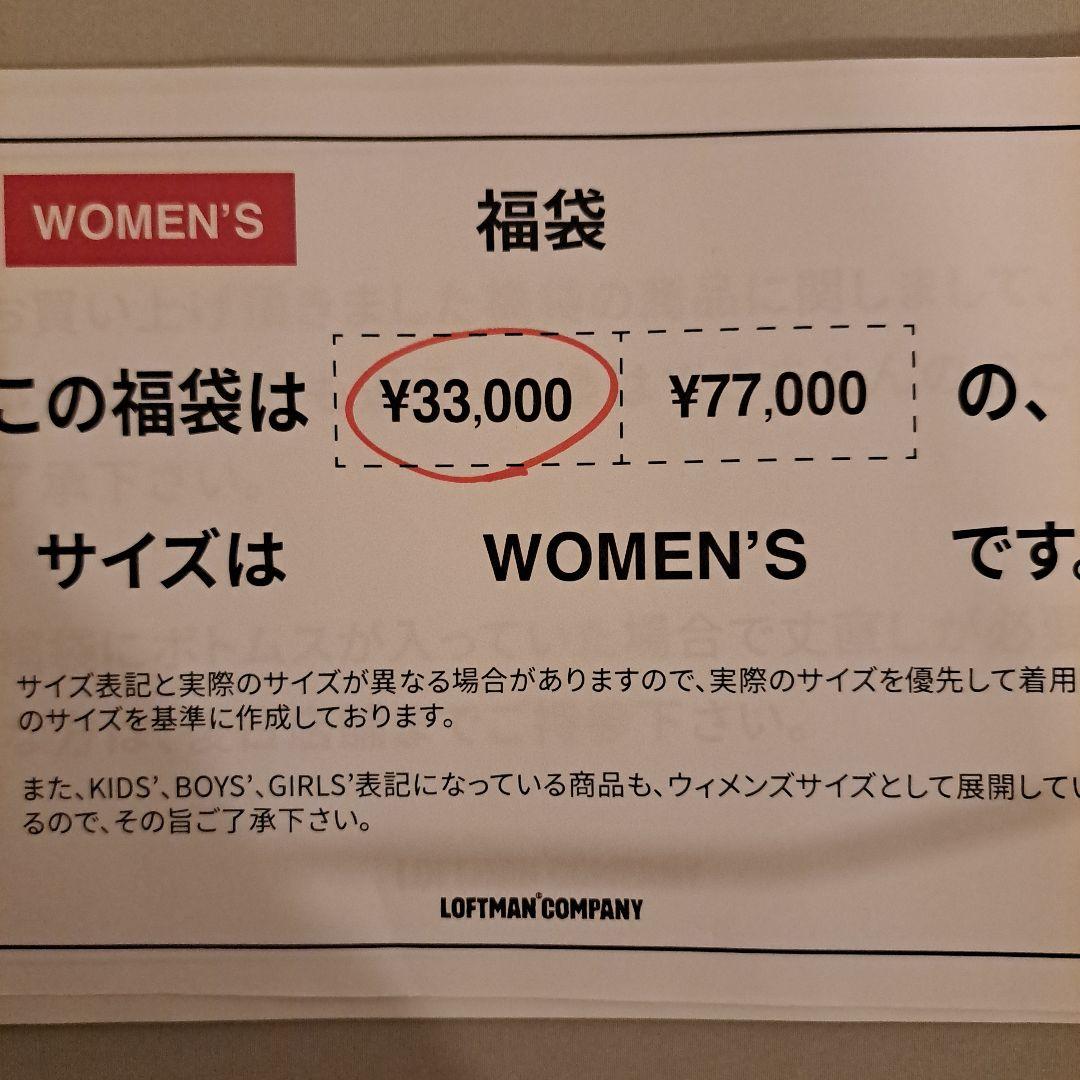 WOMEN'S
福袋
この福袋は ¥33,000 ¥77,000 の、
サイズは WOMEN'S です。
サイズ表記と実際のサイズが異なる場合がありますので、実際のサイズを優先して着用
のサイズを基準に作成しております。
また、KIDS'、BOYS'、GIRLS'表記になっている商品も、ウィメンズサイズとして展開してい
るので、その旨ご了承下さい。
LOFTMAN®COMPANY